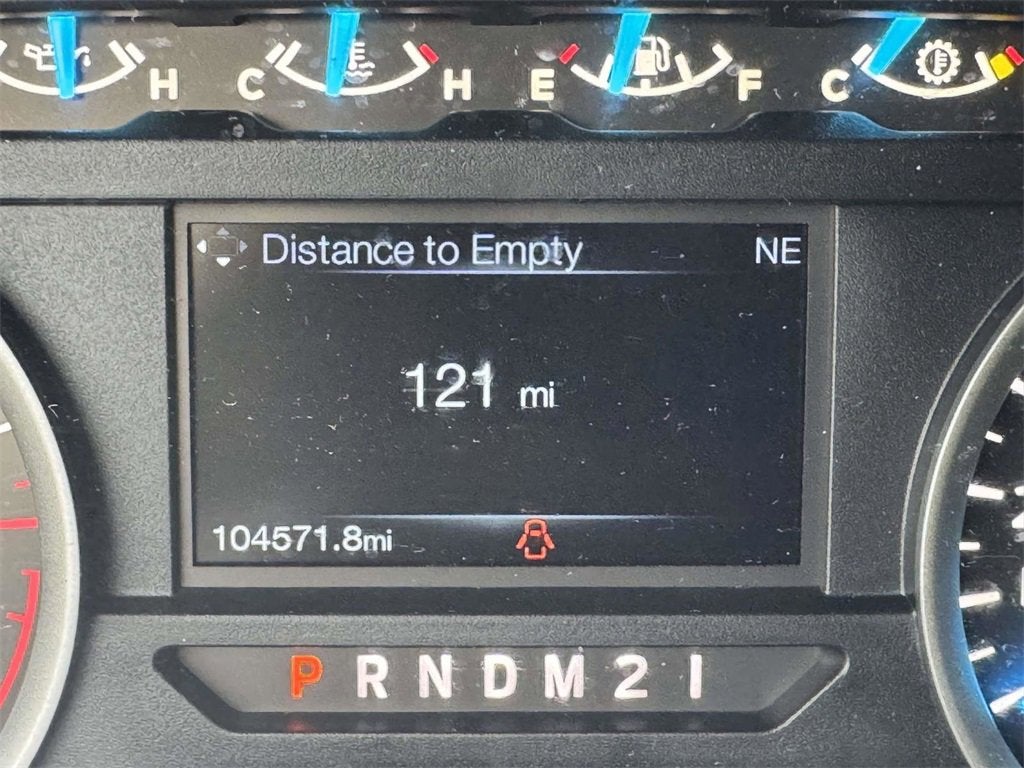 H C H E F C
Distance to Empty NE
121 mi
104571.8mi
P R N D M 2 1